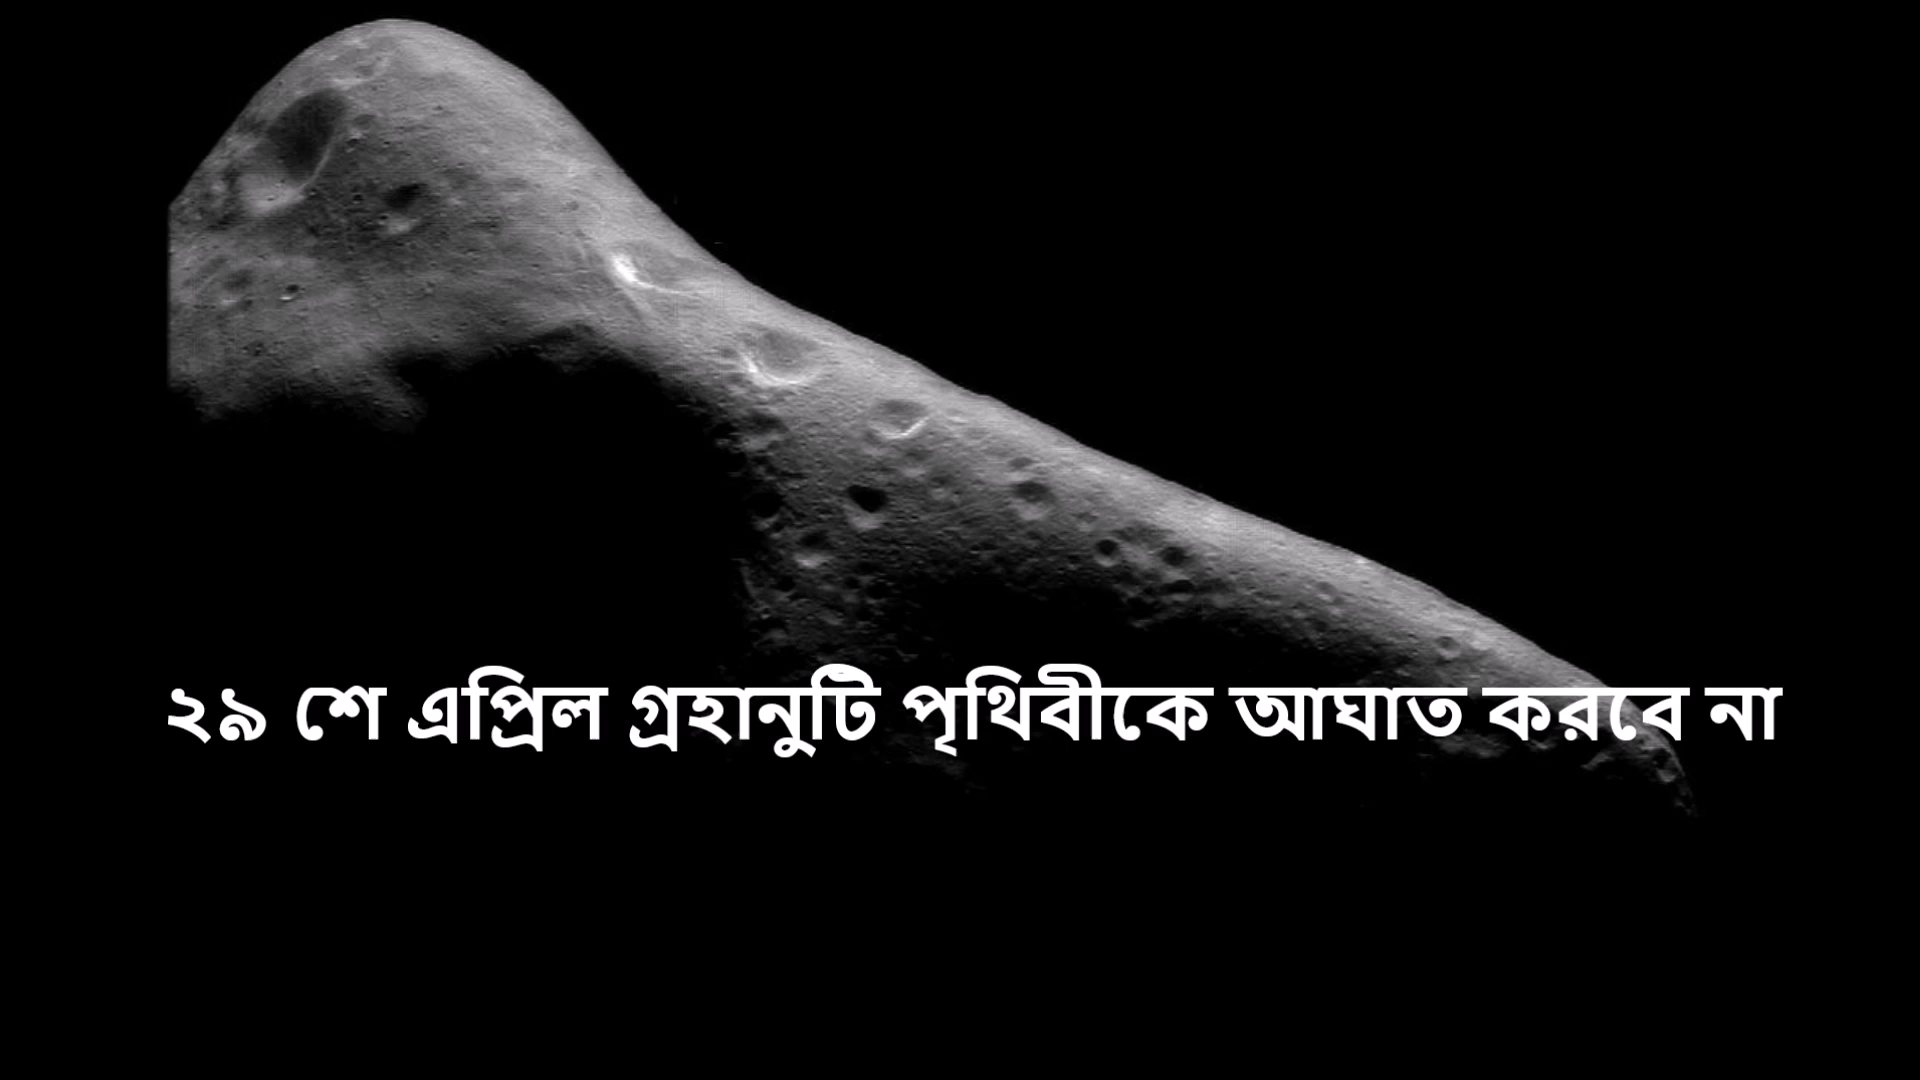 ২৯ শে এপ্রিল গ্রহানুটি পৃথিবীকে আঘাত করবে না